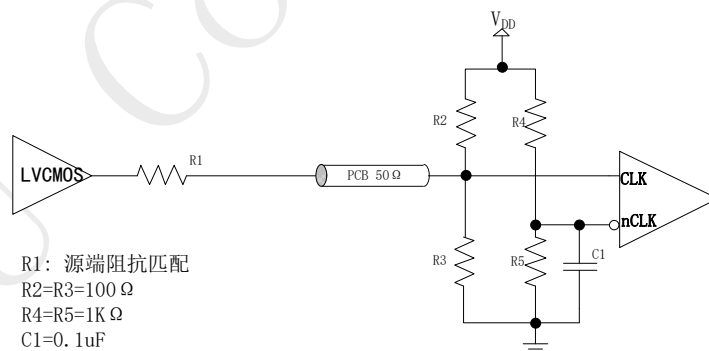 V_DD
R2
R4
R1
LVCMOS
PCB 50Ω
CLK
nCLK
R3
R5
C1
R1: 源端阻抗匹配
R2=R3=100Ω
R4=R5=1KΩ
C1=0.1uF